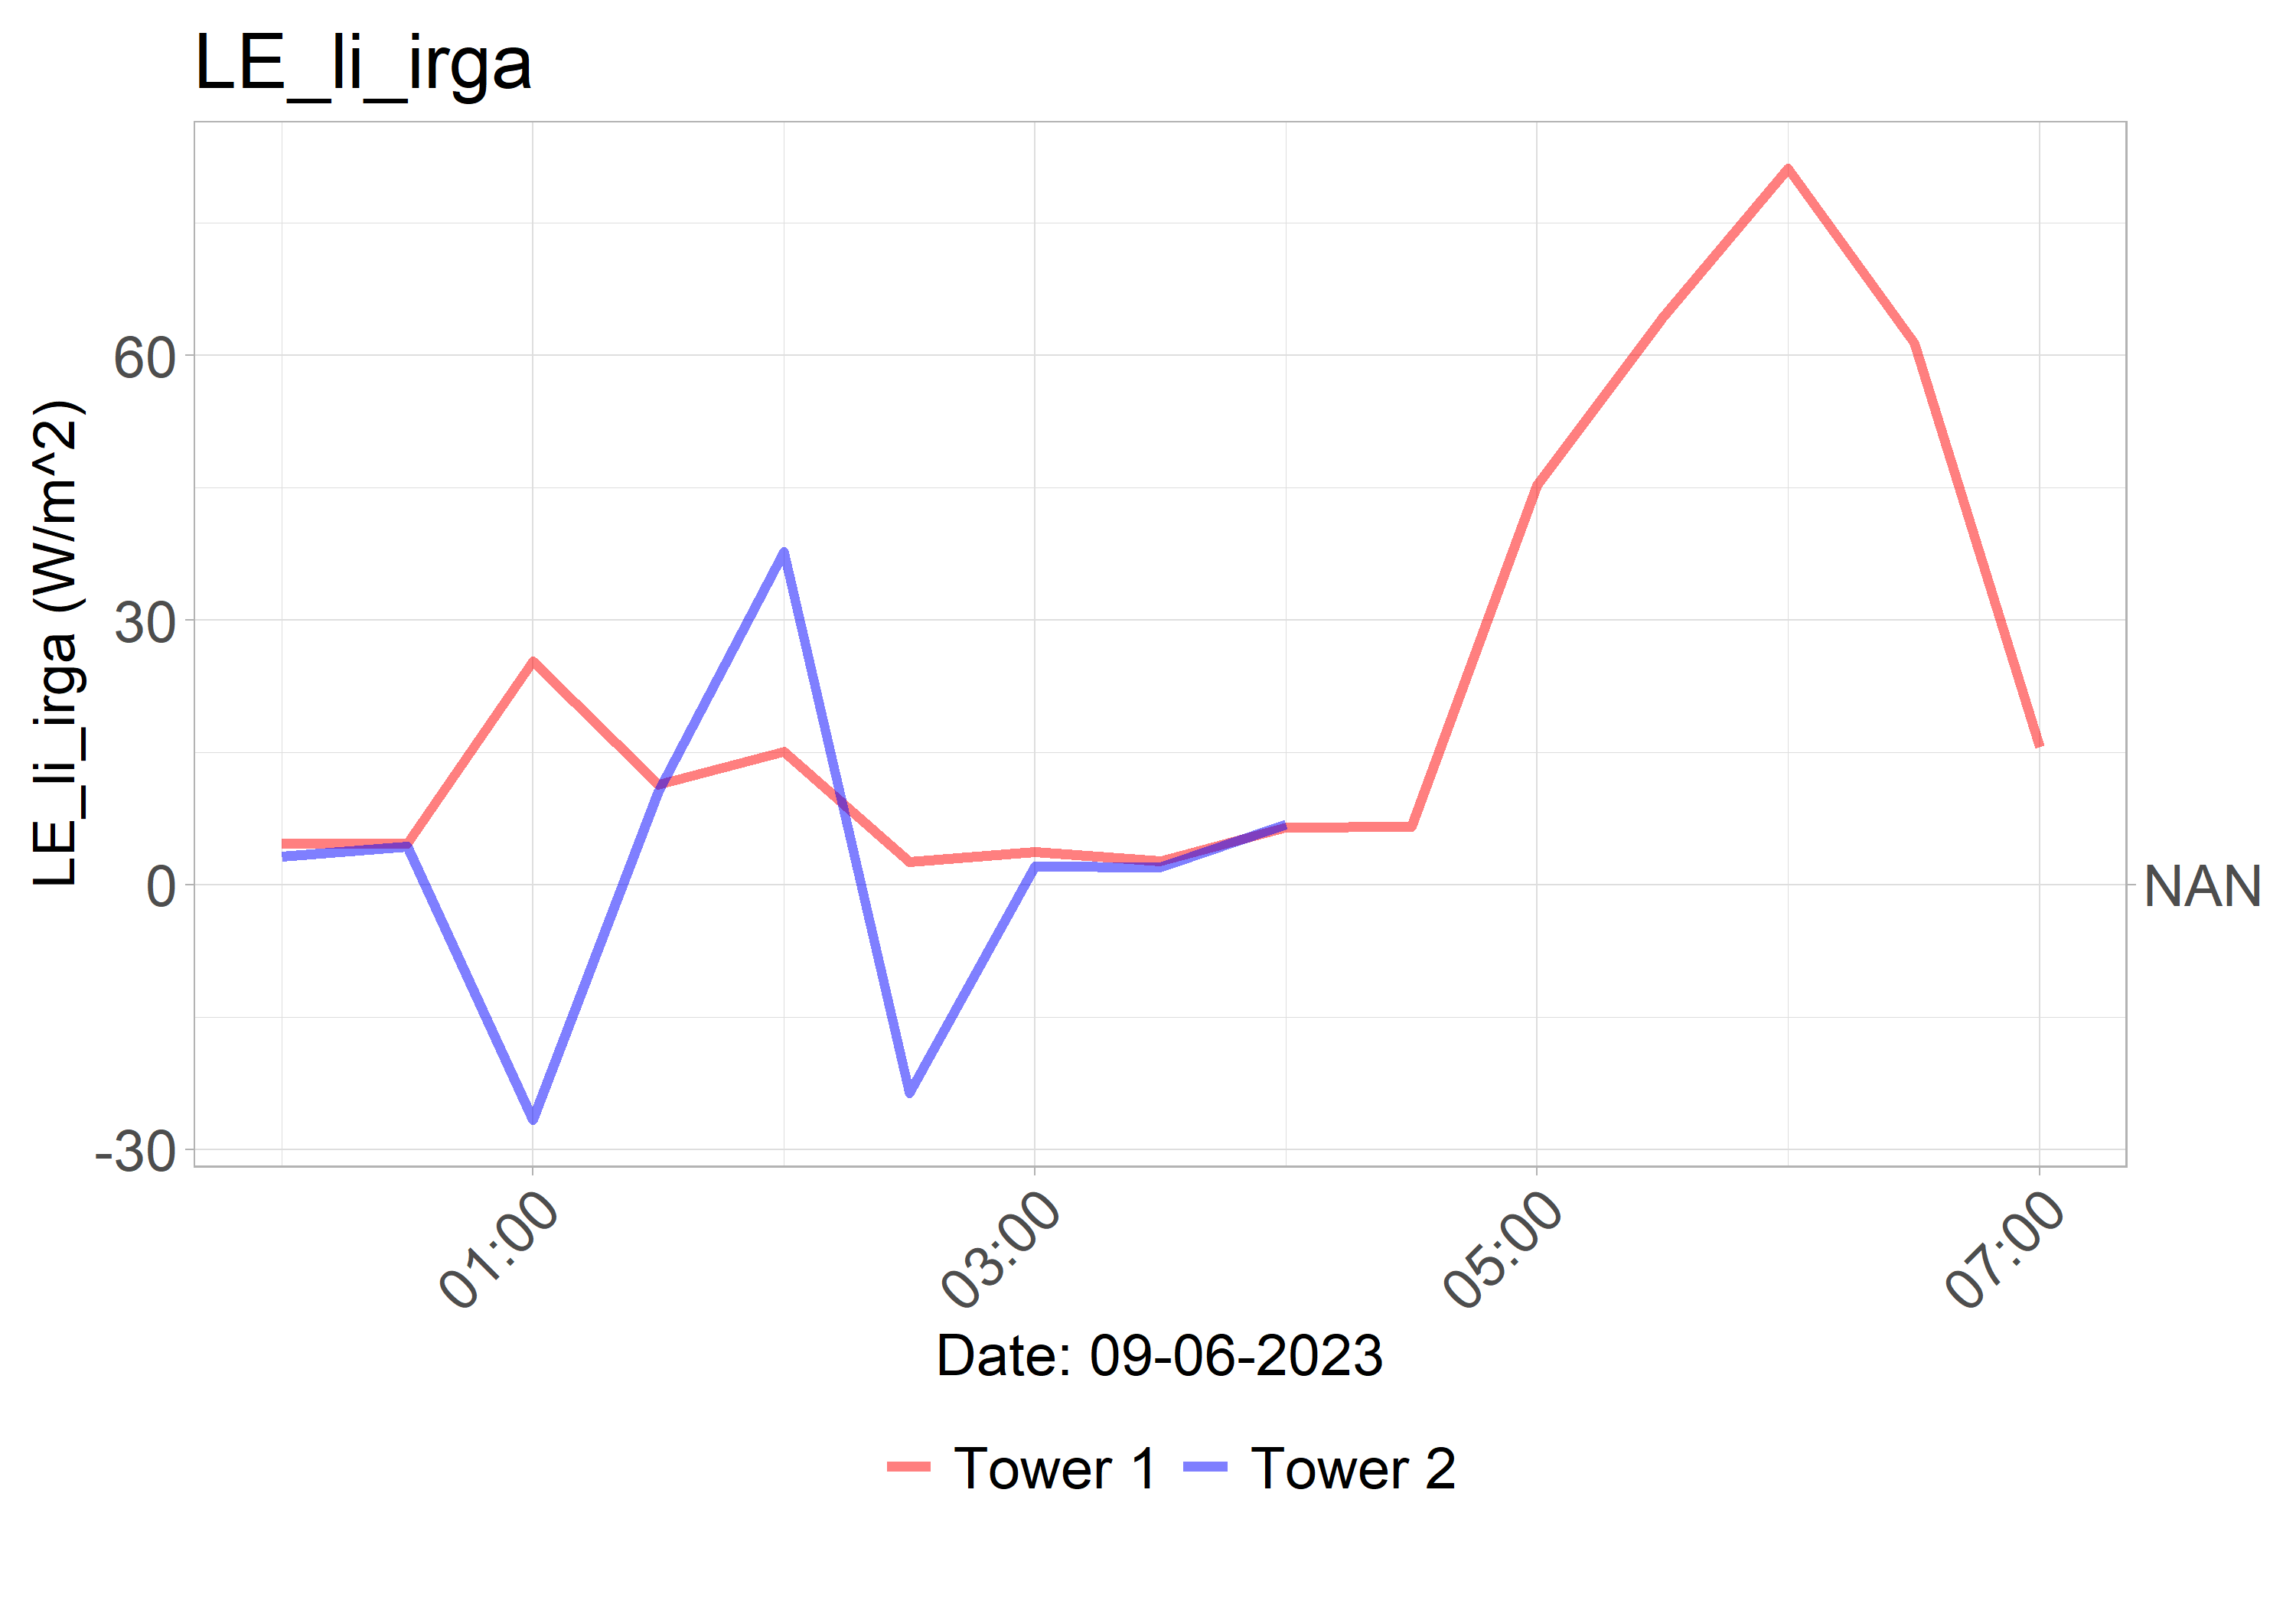 LE_li_irga
LE_li_irga (W/m^2)
60
30
0
-30
NAN
01:00
03:00
05:00
07:00
Date: 09-06-2023
Tower 1
Tower 2